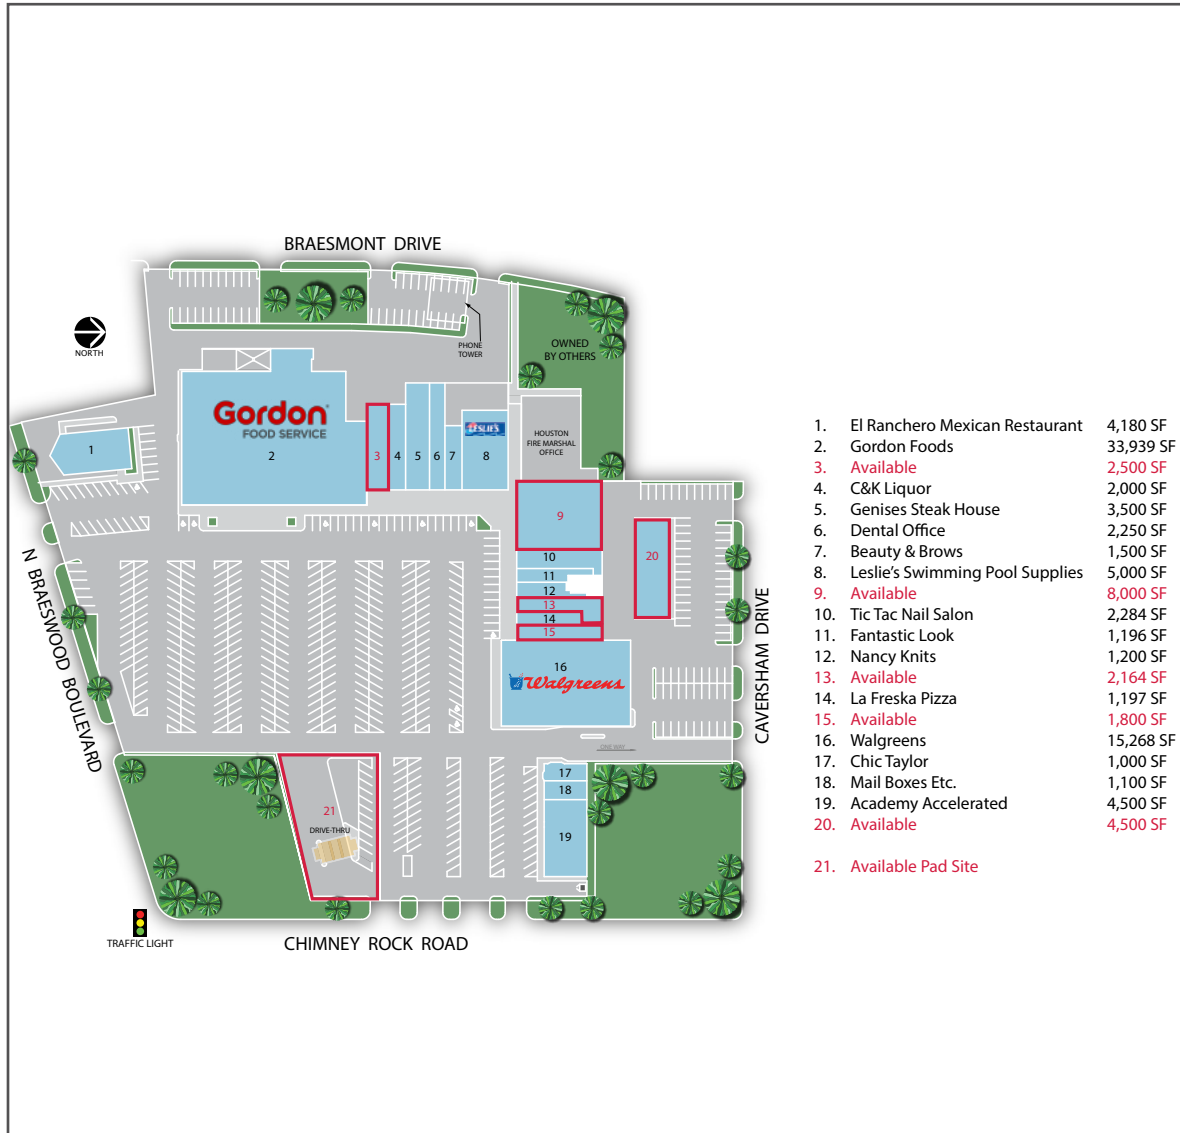 BRAESMONT DRIVE
NORTH
PHONE
TOWER
OWNED
BY OTHERS
Gordon
FOOD SERVICE
LESLIE'S
HOUSTON
FIRE MARSHAL
OFFICE
1
2
3
4
5
6
7
8
9
10
11
12
13
14
15
16
Walgreens
20
N BRAESWOOD BOULEVARD
CAVERSHAM DRIVE
ONE WAY
17
18
19
21
DRIVE-THRU
TRAFFIC LIGHT
CHIMNEY ROCK ROAD
1. El Ranchero Mexican Restaurant 4,180 SF
2. Gordon Foods 33,939 SF
3. Available 2,500 SF
4. C&K Liquor 2,000 SF
5. Genises Steak House 3,500 SF
6. Dental Office 2,250 SF
7. Beauty & Brows 1,500 SF
8. Leslie's Swimming Pool Supplies 5,000 SF
9. Available 8,000 SF
10. Tic Tac Nail Salon 2,284 SF
11. Fantastic Look 1,196 SF
12. Nancy Knits 1,200 SF
13. Available 2,164 SF
14. La Freska Pizza 1,197 SF
15. Available 1,800 SF
16. Walgreens 15,268 SF
17. Chic Taylor 1,000 SF
18. Mail Boxes Etc. 1,100 SF
19. Academy Accelerated 4,500 SF
20. Available 4,500 SF
21. Available Pad Site